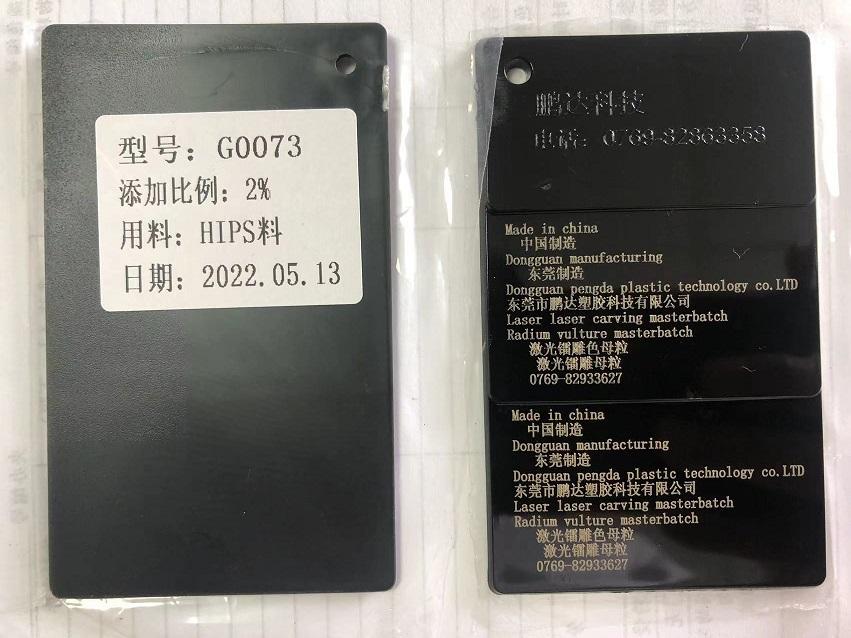 型号: G0073
添加比例: 2%
用料: HIPS料
日期: 2022.05.13
鹏达科技
电话: 0769-82863358
Made in china
中国制造
Dongguan manufacturing
东莞制造
Dongguan pengda plastic technology co.LTD
东莞市鹏达塑胶科技有限公司
Laser laser carving masterbatch
Radium vulture masterbatch
激光镭雕色母粒
激光镭雕母粒
0769-82933627
Made in china
中国制造
Dongguan manufacturing
东莞制造
Dongguan pengda plastic technology co.LTD
东莞市鹏达塑胶科技有限公司
Laser laser carving masterbatch
Radium vulture masterbatch
激光镭雕色母粒
激光镭雕母粒
0769-82933627